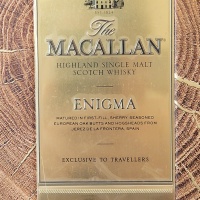 The
MACALLAN
HIGHLAND SINGLE MALT
SCOTCH WHISKY
ENIGMA
MATURED IN FIRST-FILL, SHERRY SEASONED
EUROPEAN OAK BUTTS AND HOGSHEADS FROM
JEREZ DE LA FRONTERA, SPAIN
EXCLUSIVE TO TRAVELLERS